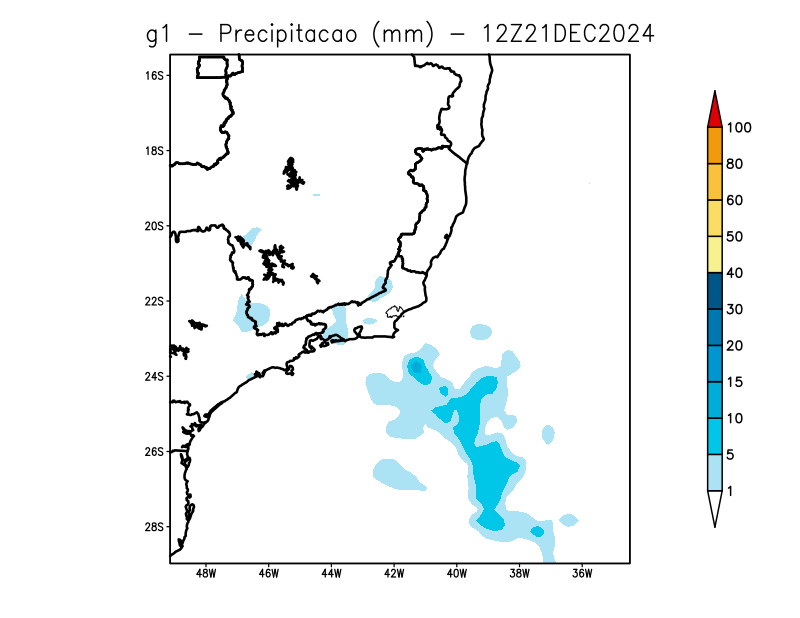 g1 – Precipitacao (mm) – 12Z21DEC2024
16S
18S
20S
22S
24S
26S
28S
48W 46W 44W 42W 40W 38W 36W
100
80
60
50
40
30
20
15
10
5
1